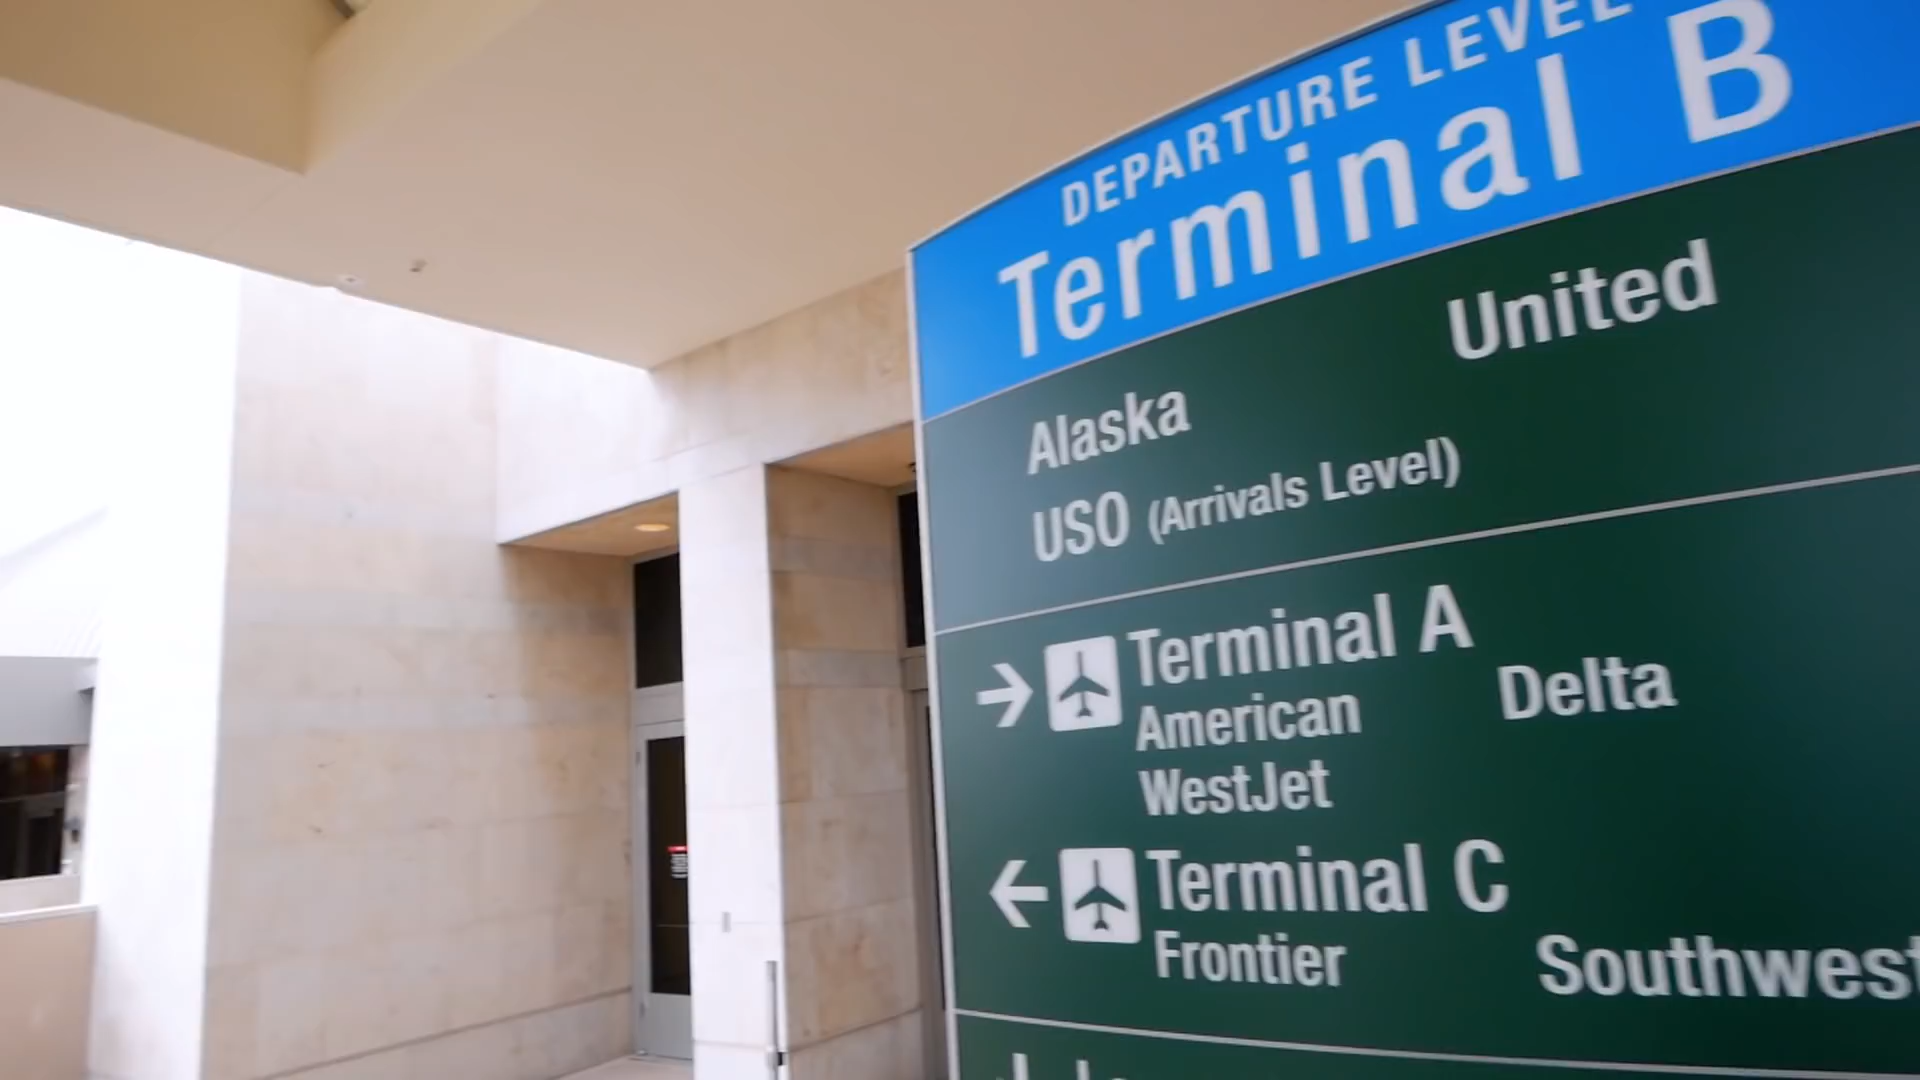 DEPARTURE LEVEL
Terminal B
United
Alaska
USO (Arrivals Level)
Terminal A
American Delta
WestJet
Terminal C
Frontier Southwest